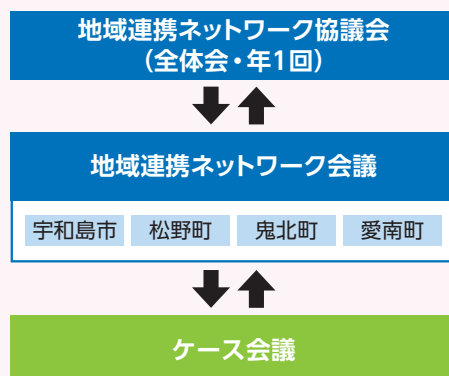 地域連携ネットワーク協議会
（全体会・年1回）
地域連携ネットワーク会議
宇和島市 松野町 鬼北町 愛南町
ケース会議